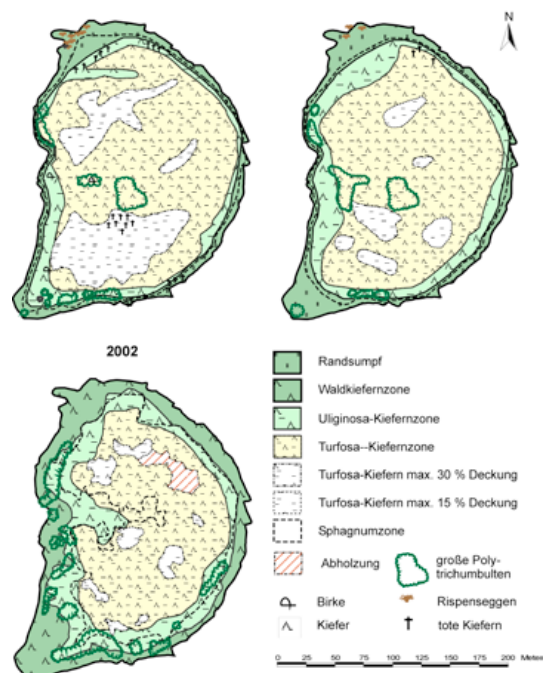 N
2002
Randsumpf
Waldkiefernzone
Uliginosa-Kiefernzone
Turfosa--Kiefernzone
Turfosa-Kiefern max. 30 % Deckung
Turfosa-Kiefern max. 15 % Deckung
Sphagnumzone
Abholzung
große Poly-
trichumbulten
Birke
Rispenseggen
Kiefer
tote Kiefern
0 25 50 75 100 125 150 175 200 Meter